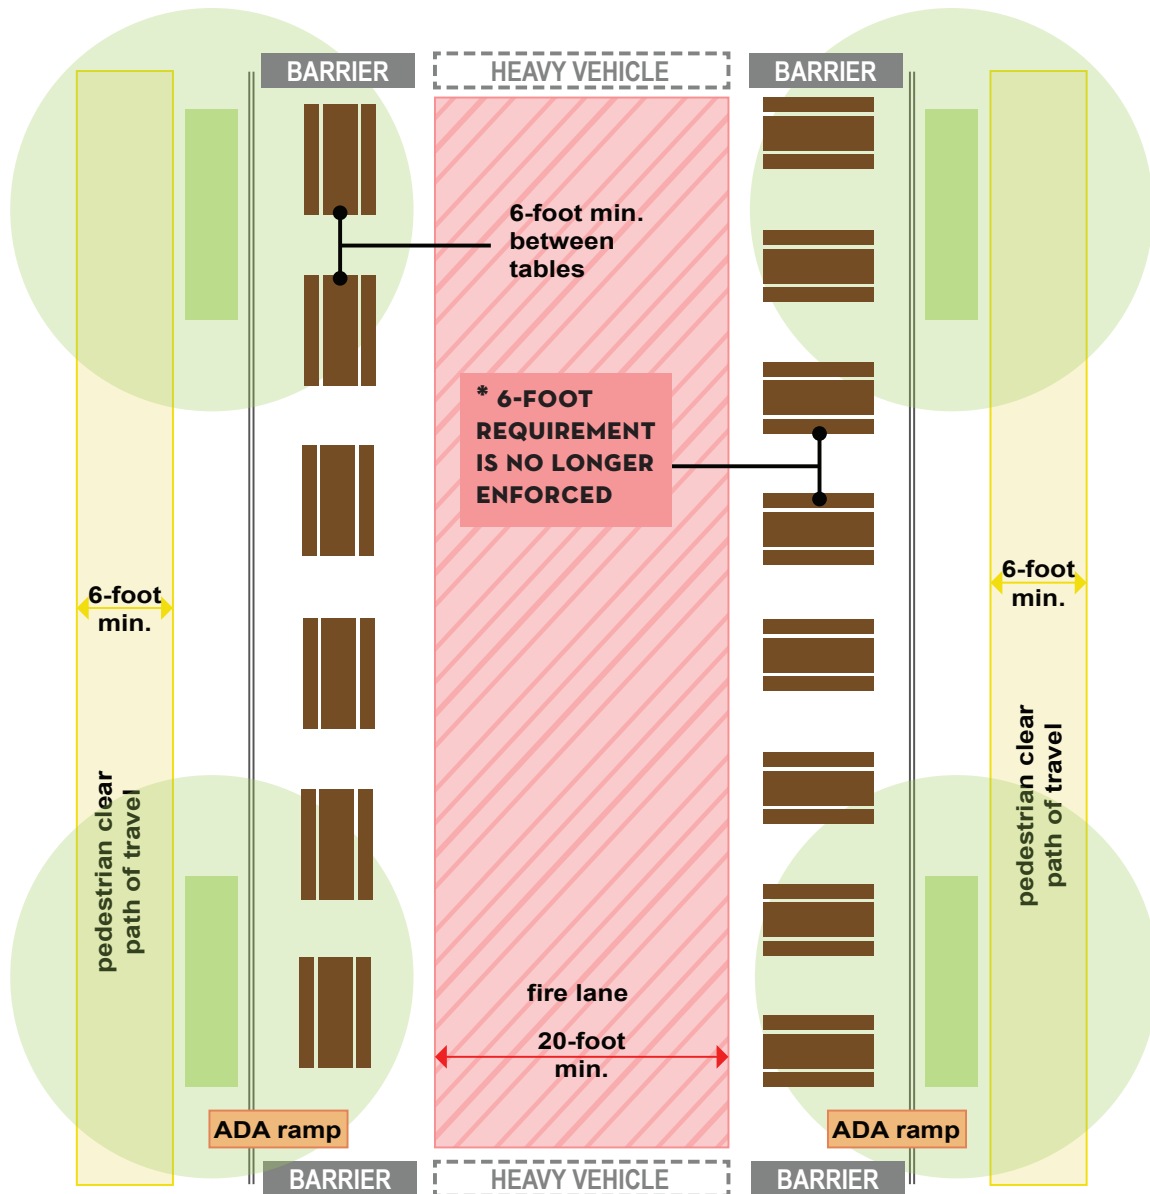 BARRIER
HEAVY VEHICLE
BARRIER
6-foot min.
between
tables
* 6-FOOT
REQUIREMENT
IS NO LONGER
ENFORCED
6-foot
min.
6-foot
min.
pedestrian clear
path of travel
pedestrian clear
path of travel
fire lane
20-foot
min.
ADA ramp
ADA ramp
BARRIER
HEAVY VEHICLE
BARRIER